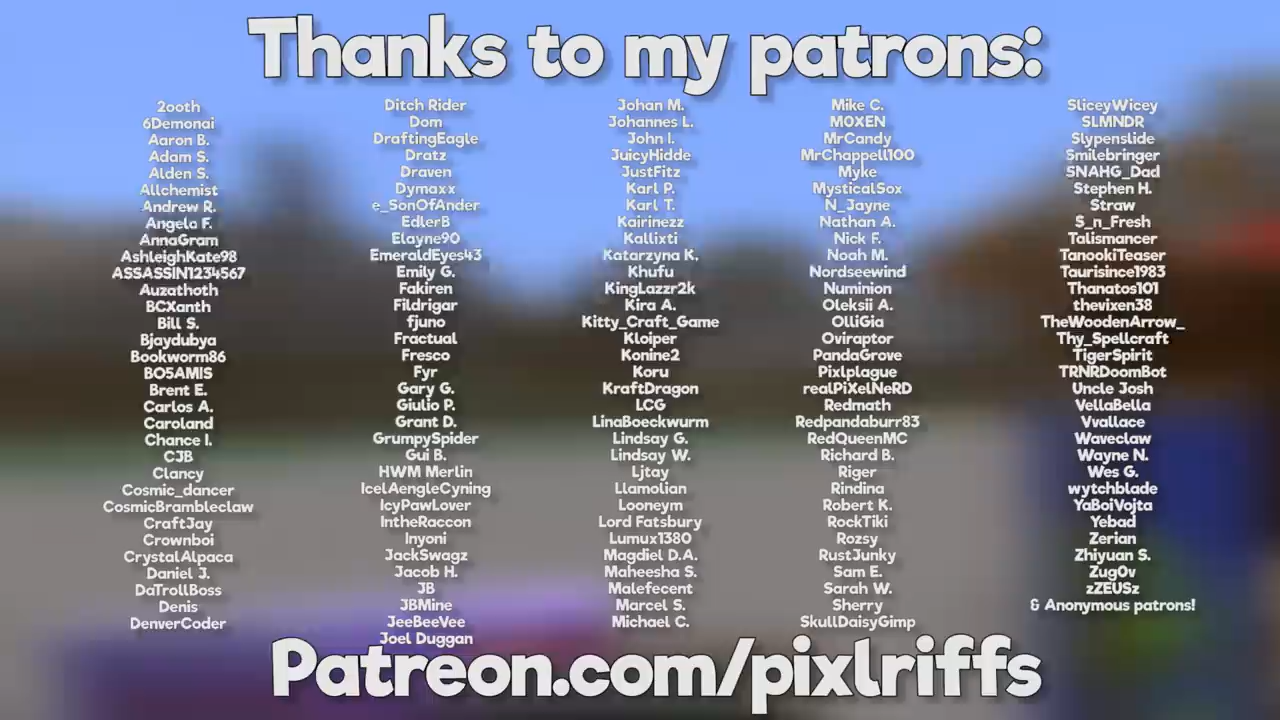 Thanks to my patrons:
2ooth
6Demonai
Aaron B.
Adam S.
Alden S.
Allchemist
Andrew R.
Angela F.
AnnaGram
AshleighKate98
ASSASSIN1234567
Auzathoth
BCXanth
Bill S.
Bjaydubya
Bookworm86
BO5AMIS
Brent E.
Carlos A.
Caroland
Chance I.
CJB
Clancy
Cosmic_dancer
CosmicBrambleclaw
CraftJay
Crownboi
CrystalAlpaca
Daniel J.
DaTrollBoss
Denis
DenverCoder
Ditch Rider
Dom
DraftingEagle
Dratz
Draven
Dymaxx
e_SonOfAnder
EdlerB
Elayne90
EmeraldEyes43
Emily G.
Fakiren
Fildrigar
fjuno
Fractual
Fresco
Fyr
Gary G.
Giulio P.
Grant D.
GrumpySpider
Gui B.
HWM Merlin
IcelAengleCyning
IcyPawLover
IntheRaccon
Inyoni
JackSwagz
Jacob H.
JB
JBMine
JeeBeeVee
Joel Duggan
Johan M.
Johannes L.
John I.
JuicyHidde
JustFitz
Karl P.
Karl T.
Kairinezz
Kallixti
Katarzyna K.
Khufu
KingLazzr2k
Kira A.
Kitty_Craft_Game
Kloiper
Konine2
Koru
KraftDragon
LCG
LinaBoeckwurm
Lindsay G.
Lindsay W.
Ljtay
Llamolian
Looneym
Lord Fatsbury
Lumux1380
Magdiel D.A.
Maheesha S.
Malefecent
Marcel S.
Michael C.
Mike C.
M0XEN
MrCandy
MrChappell100
Myke
MysticalSox
N_Jayne
Nathan A.
Nick F.
Noah M.
Nordseewind
Numinion
Oleksii A.
OlliGia
Oviraptor
PandaGrove
Pixlplague
realPiXelNeRD
Redmath
Redpandaburr83
RedQueenMC
Richard B.
Riger
Rindina
Robert K.
RockTiki
Rozsy
RustJunky
Sam E.
Sarah W.
Sherry
SkullDaisyGimp
SliceyWicey
SLMNDR
Slypenslide
Smilebringer
SNAHG_Dad
Stephen H.
Straw
S_n_Fresh
Talismancer
TanookiTeaser
Taurisince1983
Thanatos101
thevixen38
TheWoodenArrow_
Thy_Spellcraft
TigerSpirit
TRNRDoomBot
Uncle Josh
VellaBella
Vvallace
Waveclaw
Wayne N.
Wes G.
wytchblade
YaBoiVojta
Yebad
Zerian
Zhiyuan S.
Zug0v
zZEUSz
& Anonymous patrons!
Patreon.com/pixlriffs